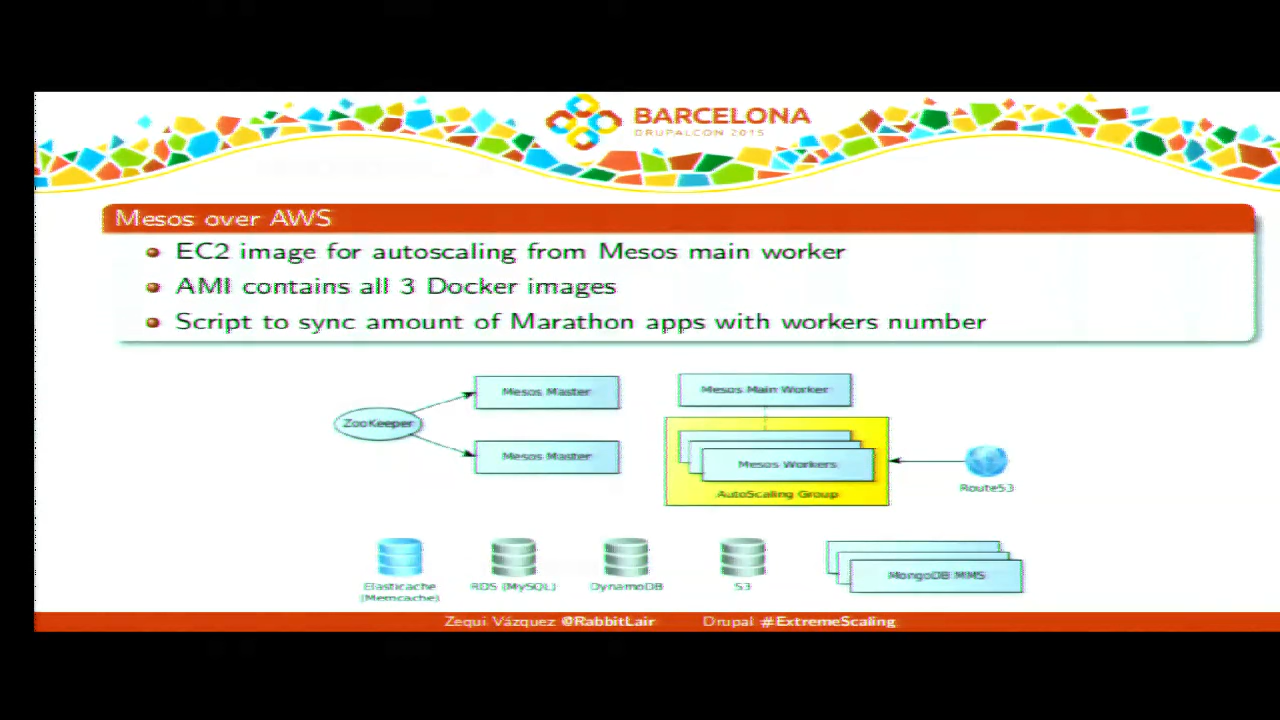 BARCELONA
DRUPALCON 2015
Mesos over AWS
EC2 image for autoscaling from Mesos main worker
AMI contains all 3 Docker images
Script to sync amount of Marathon apps with workers number
Mesos Master
Mesos Main Worker
ZooKeeper
Mesos Master
Mesos Workers
AutoScaling Group
Route53
Elasticache
(Memcache)
RDS (MySQL)
DynamoDB
S3
MongoDB MMS
Zequi Vázquez @RabbitLair Drupal #ExtremeScaling